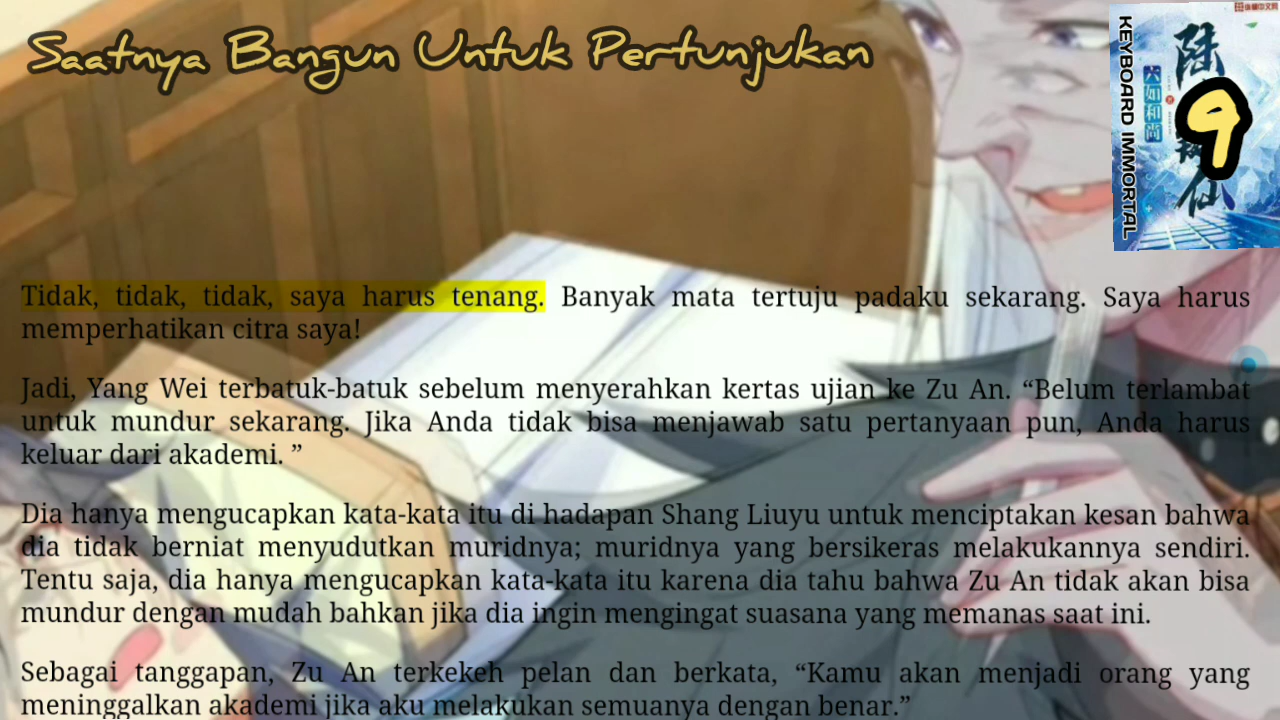 Saatnya Bangun Untuk Pertunjukan
KEYBOARD IMMORTAL
陆
六如和尚
仙
9
Tidak, tidak, tidak, saya harus tenang. Banyak mata tertuju padaku sekarang. Saya harus
memperhatikan citra saya!
Jadi, Yang Wei terbatuk-batuk sebelum menyerahkan kertas ujian ke Zu An. “Belum terlambat
untuk mundur sekarang. Jika Anda tidak bisa menjawab satu pertanyaan pun, Anda harus
keluar dari akademi. ”
Dia hanya mengucapkan kata-kata itu di hadapan Shang Liuyu untuk menciptakan kesan bahwa
dia tidak berniat menyudutkan muridnya; muridnya yang bersikeras melakukannya sendiri.
Tentu saja, dia hanya mengucapkan kata-kata itu karena dia tahu bahwa Zu An tidak akan bisa
mundur dengan mudah bahkan jika dia ingin mengingat suasana yang memanas saat ini.
Sebagai tanggapan, Zu An terkekeh pelan dan berkata, “Kamu akan menjadi orang yang
meninggalkan akademi jika aku melakukan semuanya dengan benar.”